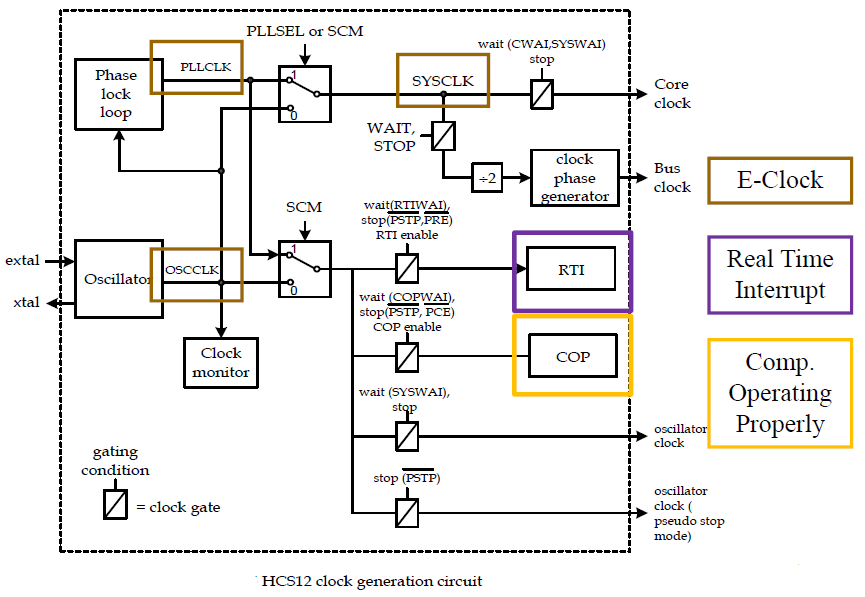 PLLSEL or SCM
wait (CWAI,SYSWAI)
stop
Phase
lock
loop
PLLCLK
1
0
SYSCLK
Core
clock
WAIT,
STOP
÷2
clock
phase
generator
Bus
clock
E-Clock
SCM
wait(RTIWAI),
stop(PSTP,PRE)
RTI enable
extal
xtal
Oscillator
OSCCLK
1
0
RTI
Real Time
Interrupt
wait (COPWAI),
stop(PSTP, PCE)
COP enable
COP
Comp.
Operating
Properly
Clock
monitor
wait (SYSWAI),
stop
oscillator
clock
gating
condition
= clock gate
stop (PSTP)
oscillator
clock (
pseudo stop
mode)
HCS12 clock generation circuit